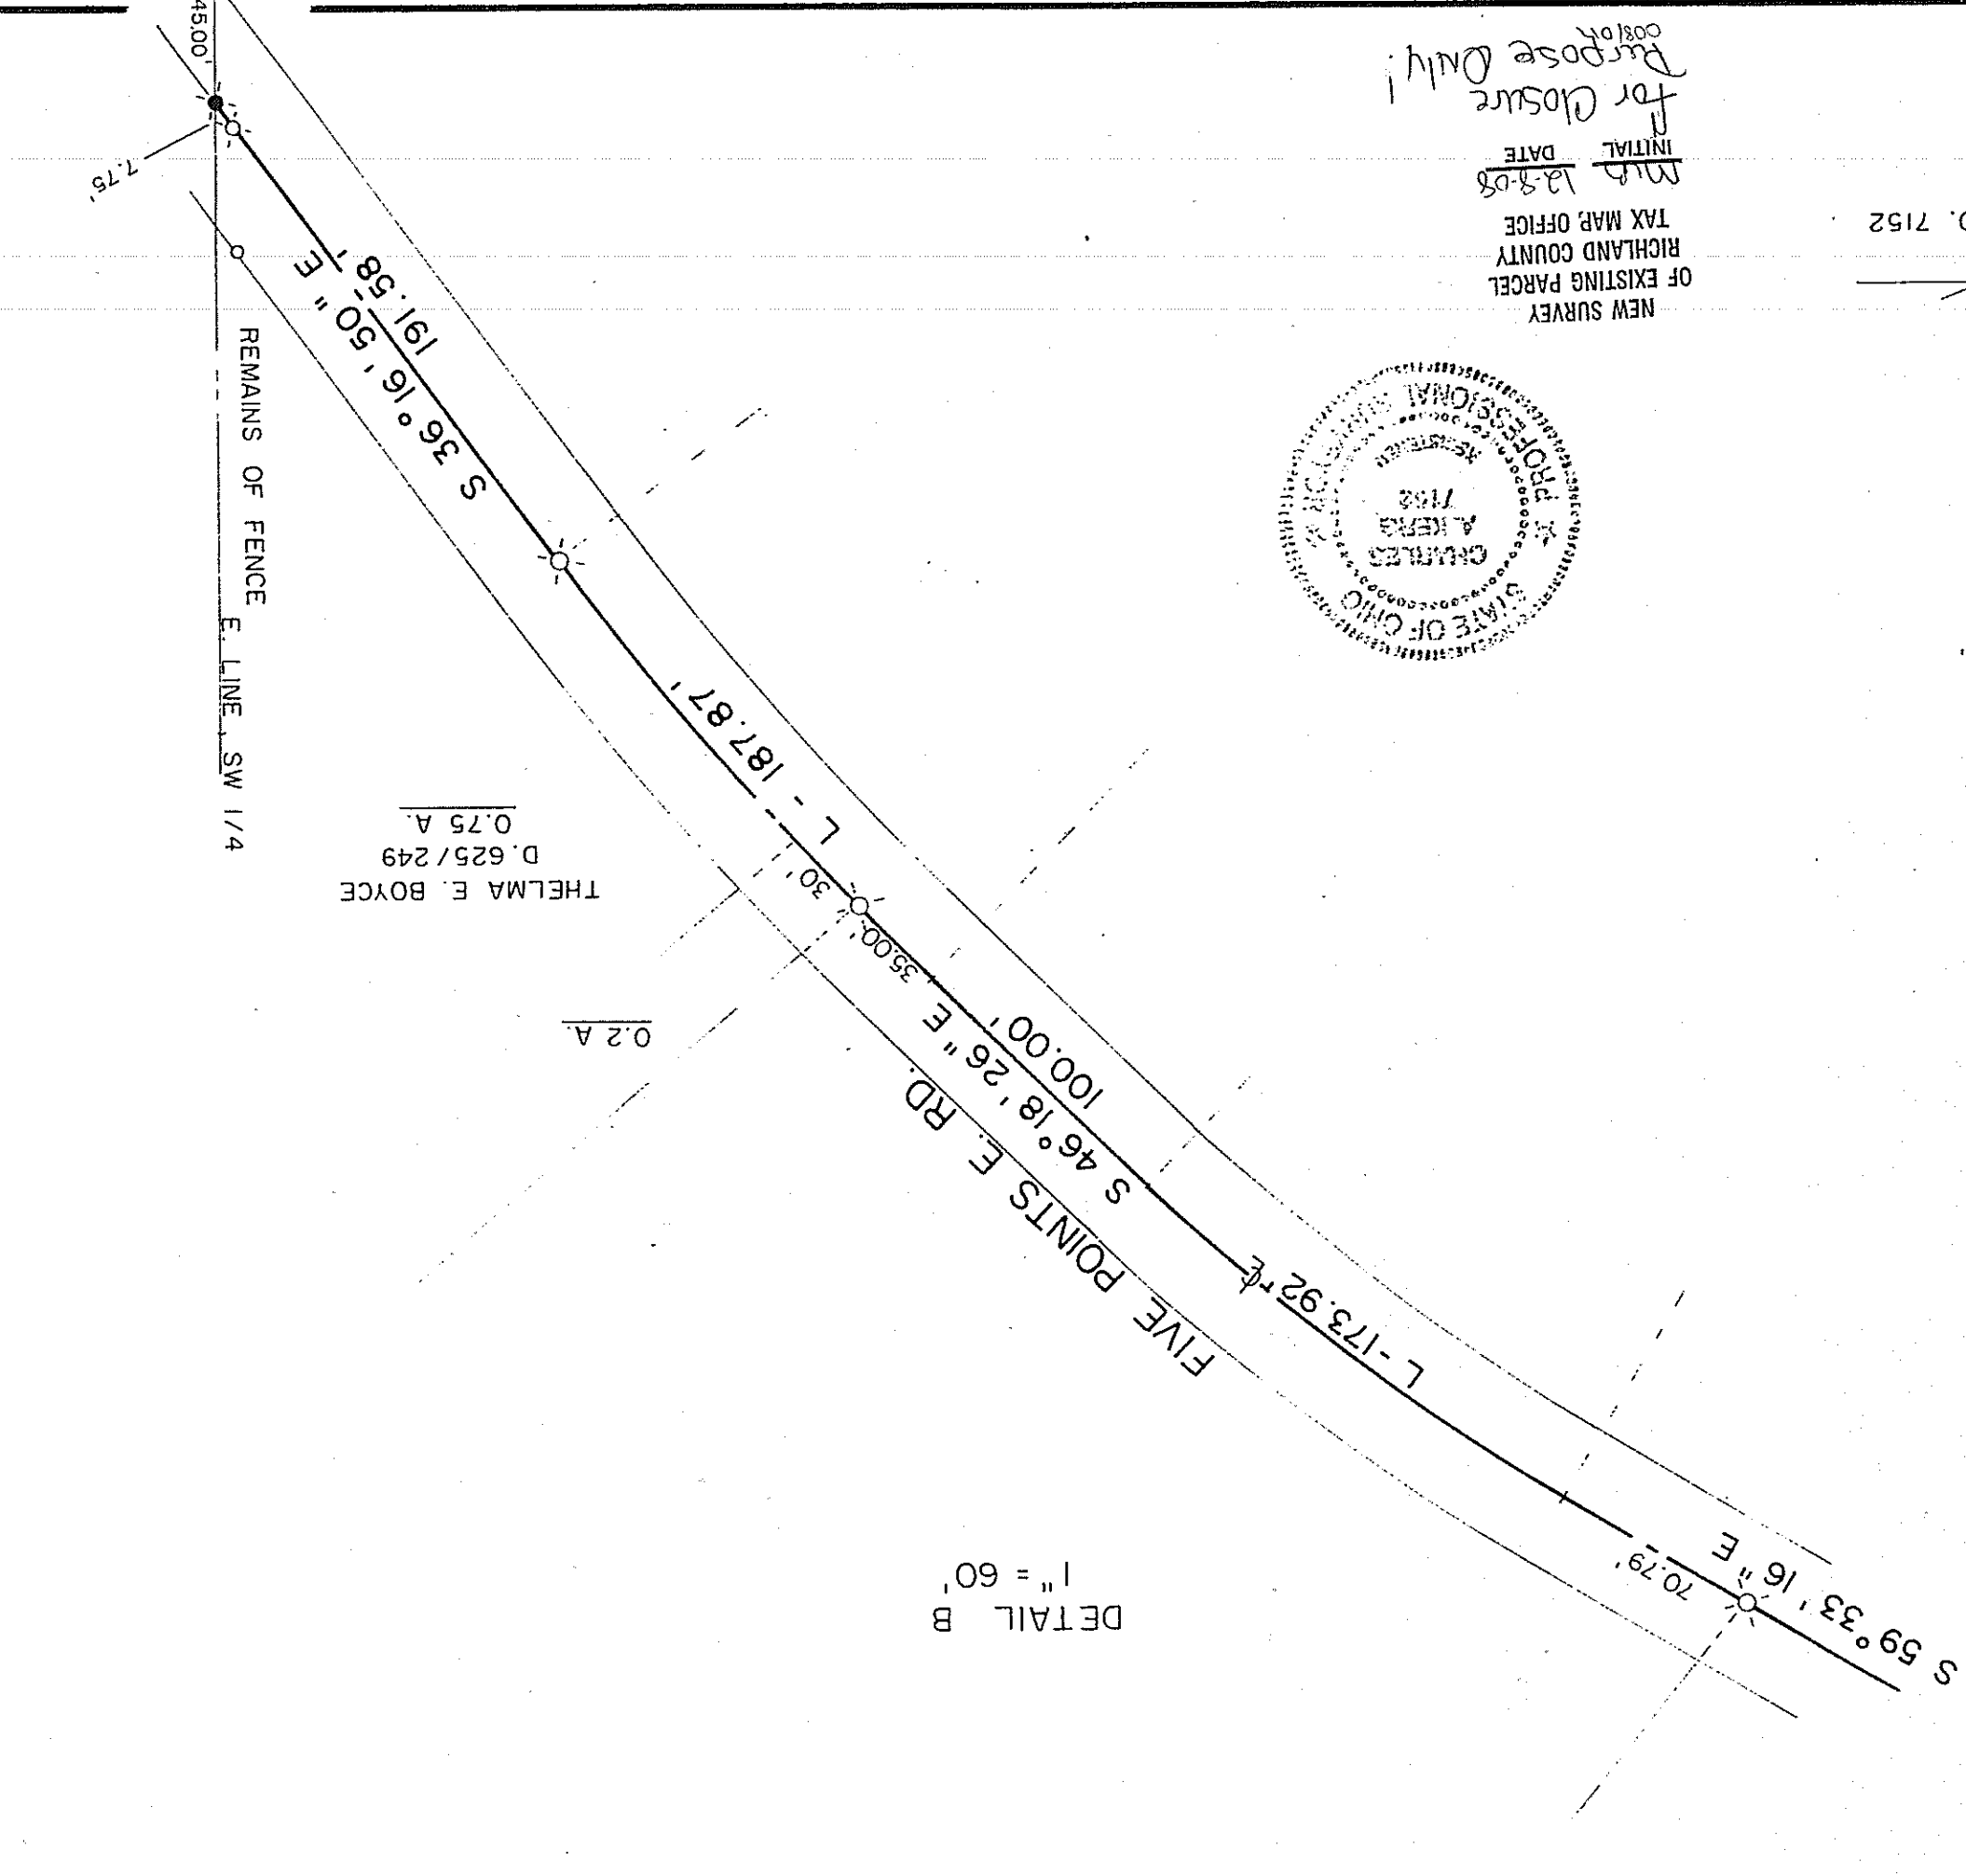 DETAIL B
1" = 60'
S 59° 33' 16" E
70.79'
L - 173.92'
FIVE POINTS E. RD.
S 46° 18' 26" E
100.00'
35.00'
30'
0.2 A.
THELMA E. BOYCE
D. 625/249
0.75 A.
L - 187.87'
S 36° 16' 50" E
191.58'
7.75'
45.00'
REMAINS OF FENCE
E. LINE, SW 1/4
STATE OF OHIO
CHARLES
A. KERG
7152
REGISTERED
PROFESSIONAL SURVEYOR
NEW SURVEY
OF EXISTING PARCEL
RICHLAND COUNTY
TAX MAP OFFICE
12-8-08
INITIAL DATE
For Closure
Purpose Only!
7152